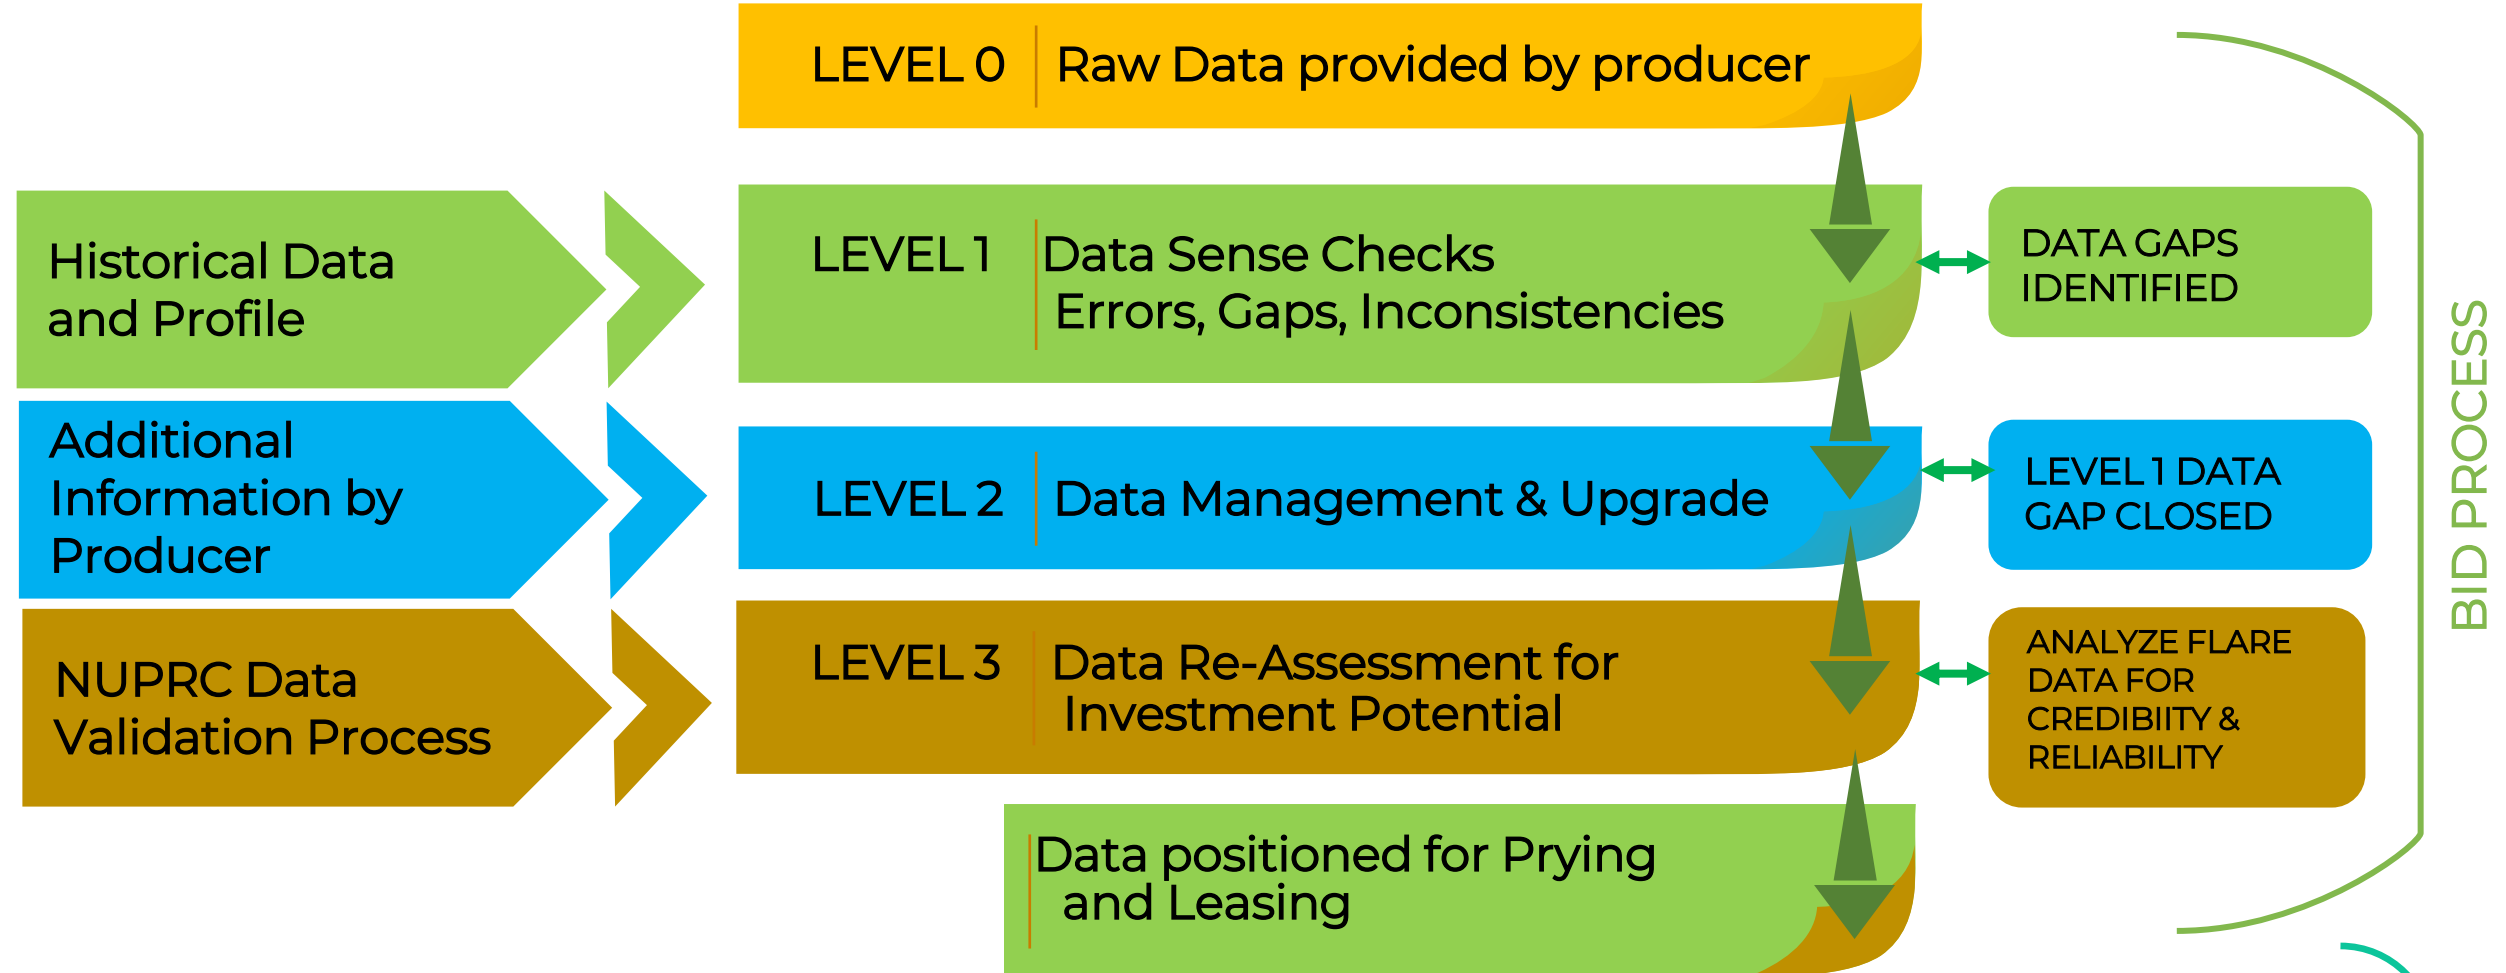 LEVEL 0 Raw Data provided by producer
Historical Data
and Profile
LEVEL 1 Data Sense Checks
Errors, Gaps, Inconsistencies
DATA GAPS
IDENTIFIED
Additional
Information by
Producer
LEVEL 2 Data Management & Upgrade
LEVEL 1 DATA
GAP CLOSED
NUPRC Data
Validation Process
LEVEL 3 Data Re-Assessment for
Investment Potential
ANNALYZE FLARE
DATA FOR
CREDIBIITY &
RELIABILITY
Data positioned for Prying
and Leasing
BID PROCESS